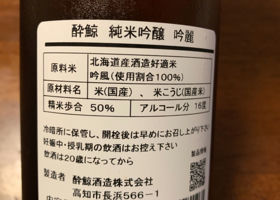 酔鯨 純米吟醸 吟麗
原料米 北海道産酒造好適米
吟風(使用割合100%)
原材料名 米(国産)、米こうじ(国産米)
精米歩合 50% アルコール分 16度
冷暗所に保管し、開栓後は早めにお召し上がり下さい
妊娠中・授乳期の飲酒はお控え下さい
飲酒は20歳になってから
製造者 酔鯨酒造株式会社
高知市長浜566-1